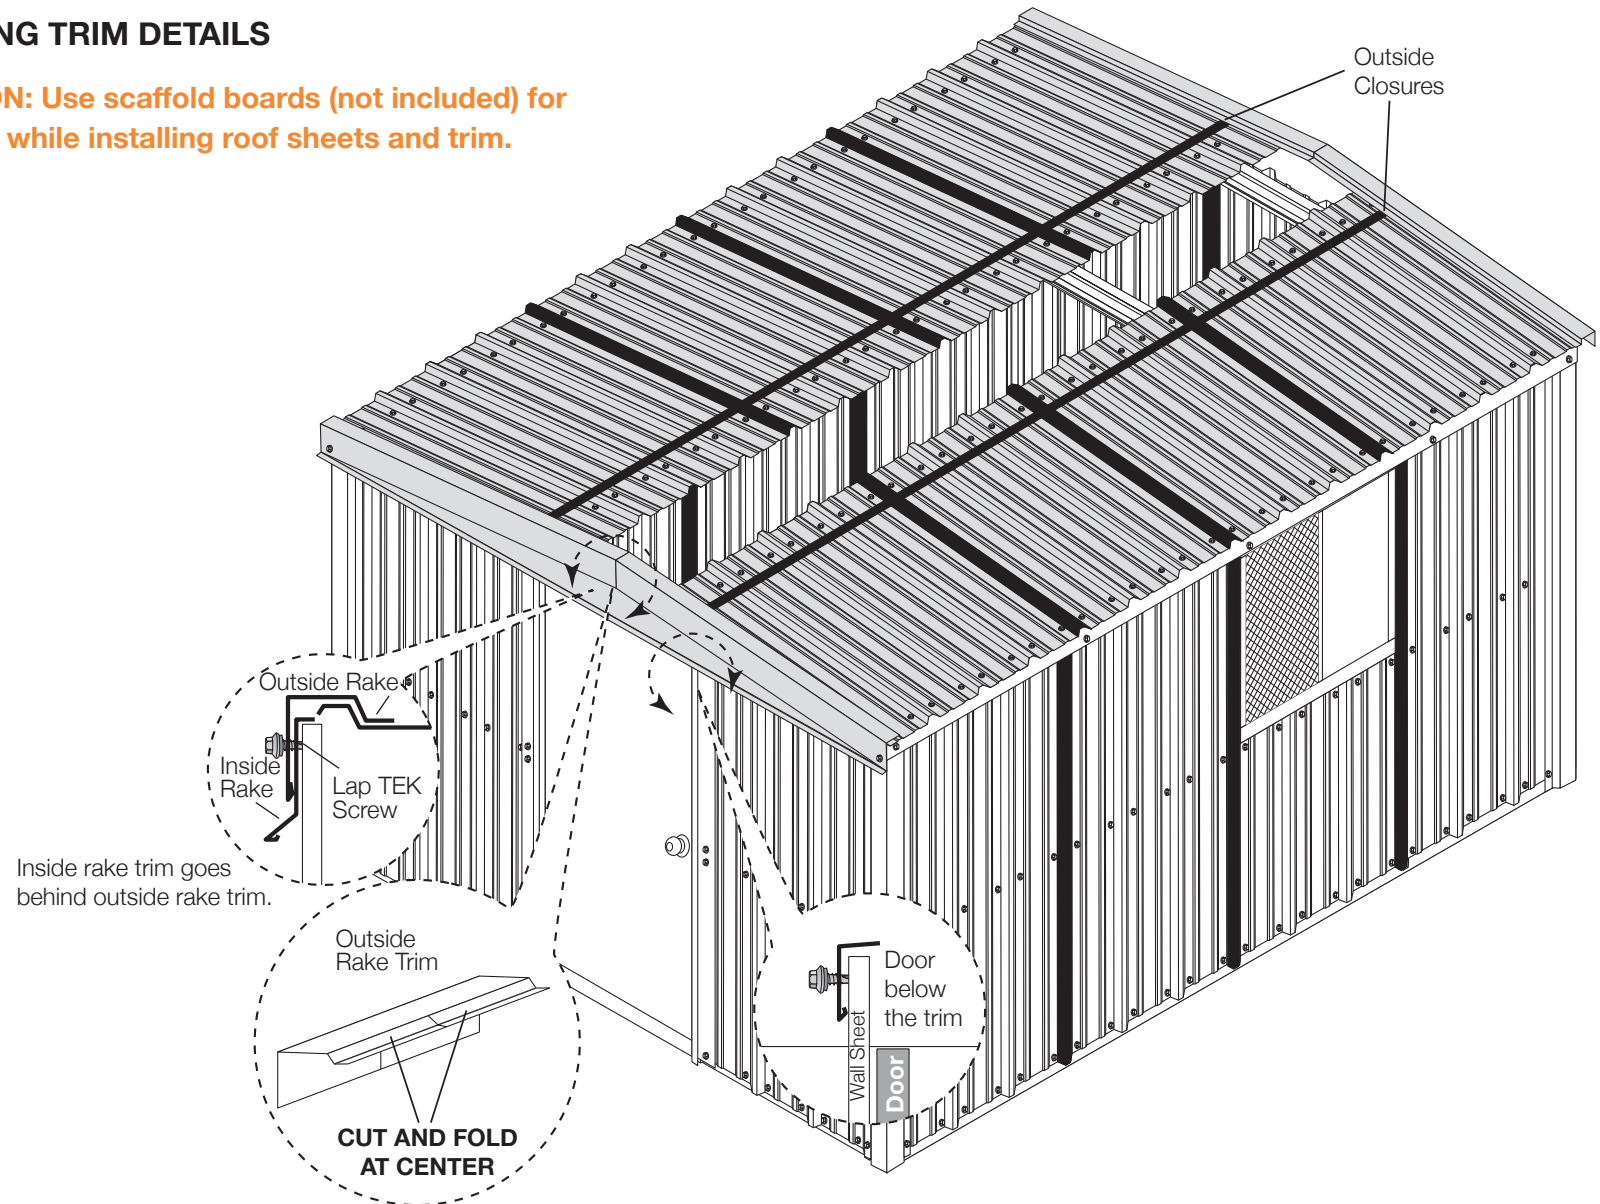 NG TRIM DETAILS
ON: Use scaffold boards (not included) for
while installing roof sheets and trim.
Outside
Closures
Outside Rake
Inside
Rake
Lap TEK
Screw
Inside rake trim goes
behind outside rake trim.
Outside
Rake Trim
CUT AND FOLD
AT CENTER
Door
below
the trim
Wall Sheet
Door